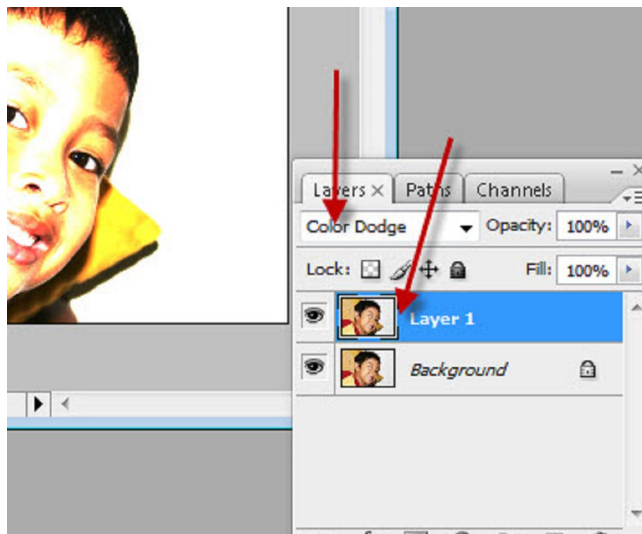 Layers Paths Channels
Color Dodge Opacity: 100%
Lock: Fill: 100%
Layer 1
Background